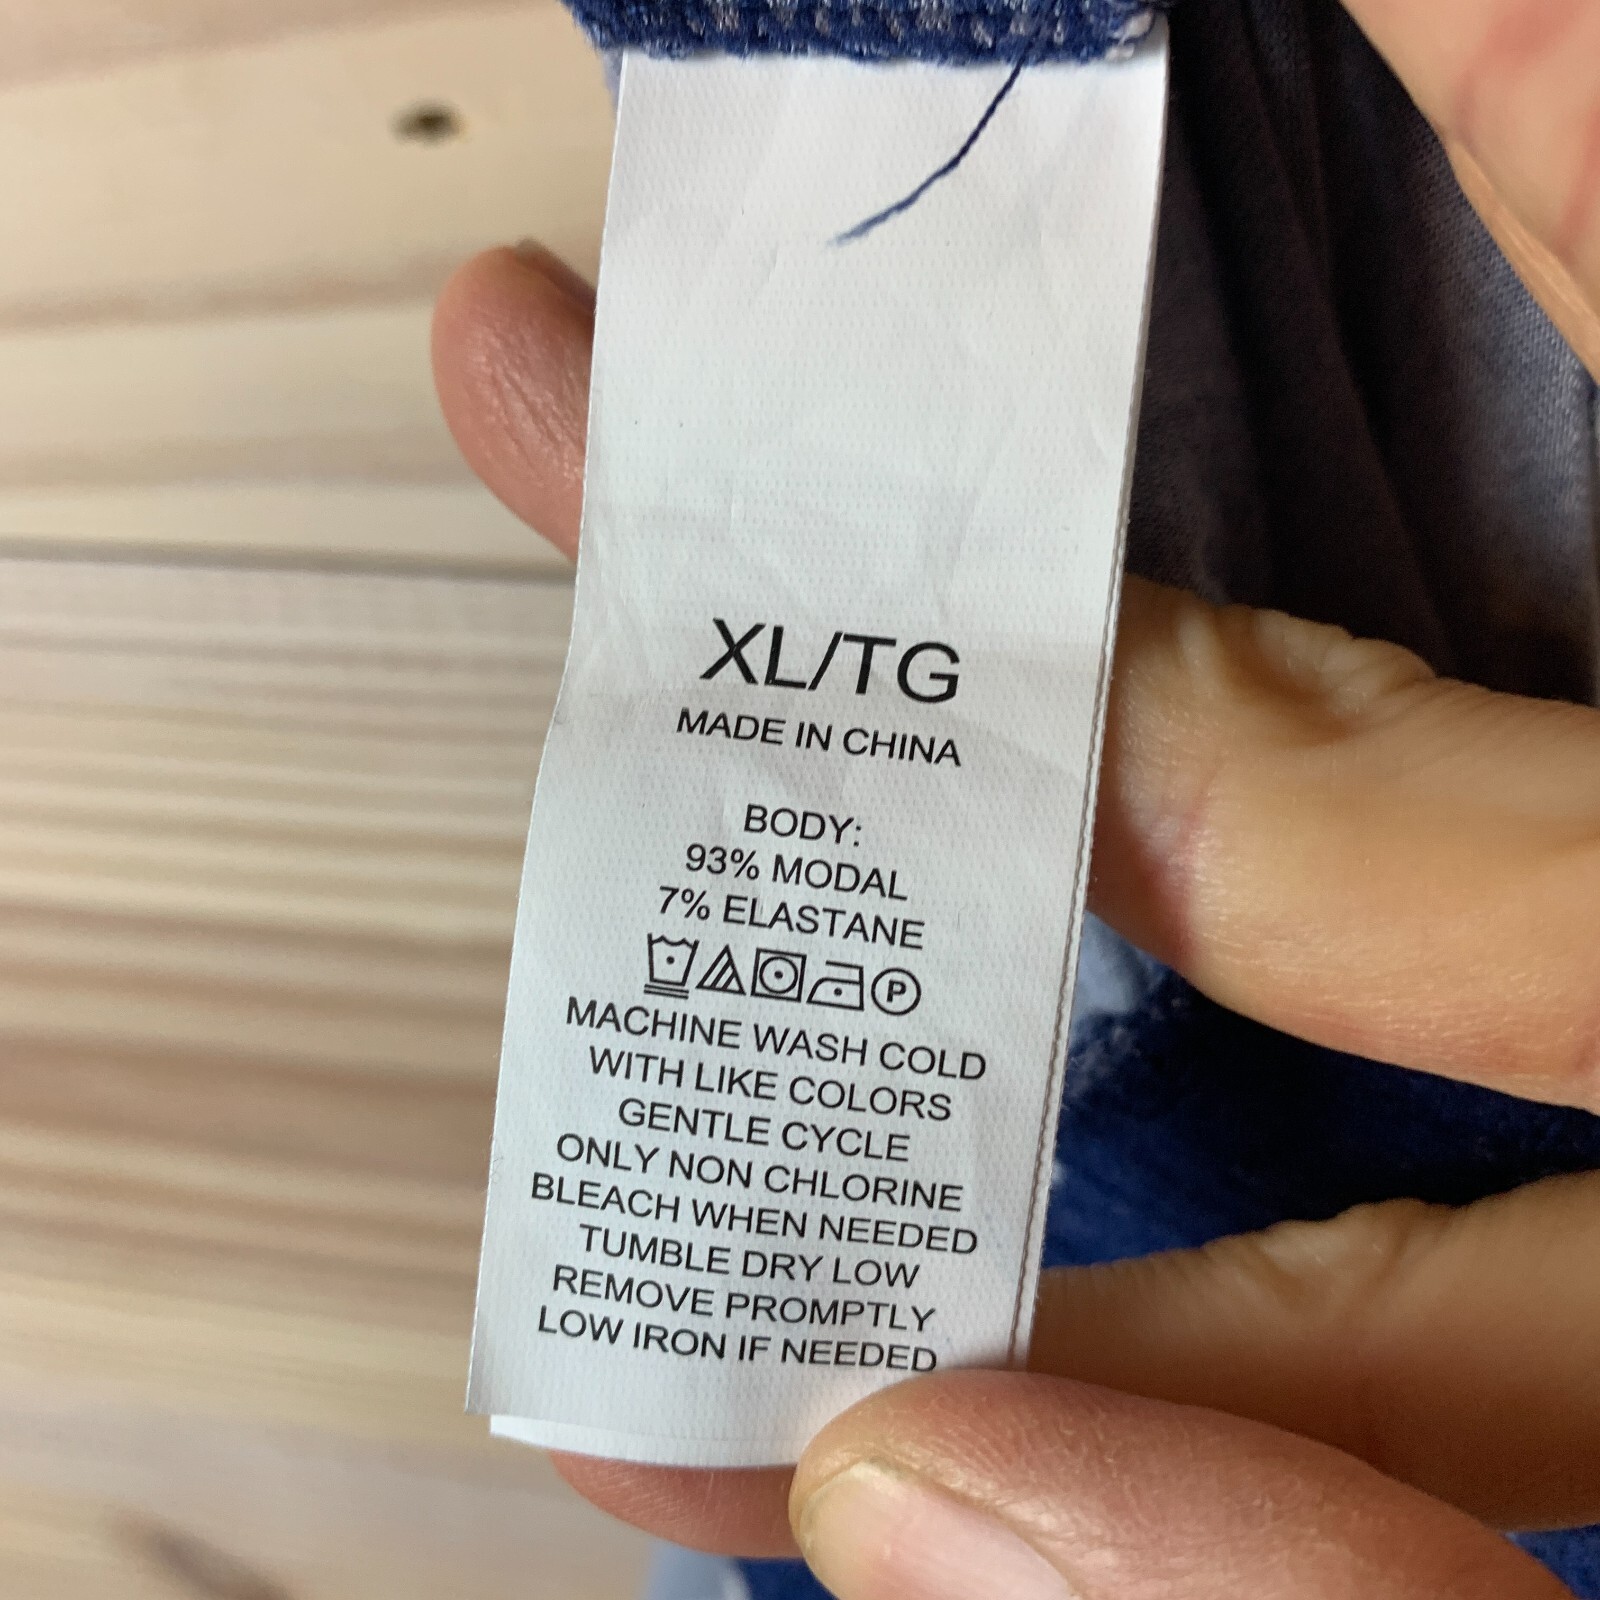 XL/TG
MADE IN CHINA
BODY:
93% MODAL
7% ELASTANE
P
MACHINE WASH COLD
WITH LIKE COLORS
GENTLE CYCLE
ONLY NON CHLORINE
BLEACH WHEN NEEDED
TUMBLE DRY LOW
REMOVE PROMPTLY
LOW IRON IF NEEDED